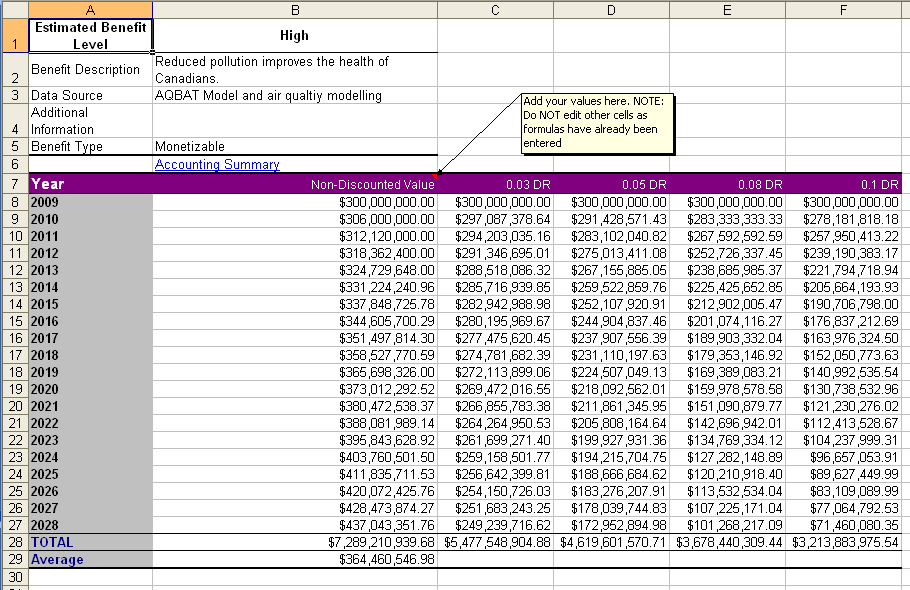 A B C D E F
1 Estimated Benefit Level High
2 Benefit Description Reduced pollution improves the health of Canadians.
3 Data Source AQBAT Model and air qualtiy modelling
4 Additional Information
5 Benefit Type Monetizable
6 Accounting Summary
Add your values here. NOTE:
Do NOT edit other cells as
formulas have already been
entered
7 Year Non-Discounted Value 0.03 DR 0.05 DR 0.08 DR 0.1 DR
8 2009 $300,000,000.00 $300,000,000.00 $300,000,000.00 $300,000,000.00 $300,000,000.00
9 2010 $306,000,000.00 $297,087,378.64 $291,428,571.43 $283,333,333.33 $278,181,818.18
10 2011 $312,120,000.00 $294,203,035.16 $283,102,040.82 $267,592,592.59 $257,950,413.22
11 2012 $318,362,400.00 $291,346,695.01 $275,013,411.08 $252,726,337.45 $239,190,383.17
12 2013 $324,729,648.00 $288,518,086.32 $267,155,885.05 $238,685,985.37 $221,794,718.94
13 2014 $331,224,240.96 $285,716,939.85 $259,522,859.76 $225,425,652.85 $205,664,193.93
14 2015 $337,848,725.78 $282,942,988.98 $252,107,920.91 $212,902,005.47 $190,706,798.00
15 2016 $344,605,700.29 $280,195,969.67 $244,904,837.46 $201,074,116.27 $176,837,212.69
16 2017 $351,497,814.30 $277,475,620.45 $237,907,556.39 $189,903,332.04 $163,976,324.50
17 2018 $358,527,770.59 $274,781,682.39 $231,110,197.63 $179,353,146.92 $152,050,773.63
18 2019 $365,698,326.00 $272,113,899.06 $224,507,049.13 $169,389,083.21 $140,992,535.54
19 2020 $373,012,292.52 $269,472,016.55 $218,092,562.01 $159,978,578.58 $130,738,532.96
20 2021 $380,472,538.37 $266,855,783.38 $211,861,345.95 $151,090,879.77 $121,230,276.02
21 2022 $388,081,989.14 $264,264,950.53 $205,808,164.64 $142,696,942.01 $112,413,528.67
22 2023 $395,843,628.92 $261,699,271.40 $199,927,931.36 $134,769,334.12 $104,237,999.31
23 2024 $403,760,501.50 $259,158,501.77 $194,215,704.75 $127,282,148.89 $96,657,053.91
24 2025 $411,835,711.53 $256,642,399.81 $188,666,684.62 $120,210,918.40 $89,627,449.99
25 2026 $420,072,425.76 $254,150,726.03 $183,276,207.91 $113,532,534.04 $83,109,089.99
26 2027 $428,473,874.27 $251,683,243.25 $178,039,744.83 $107,225,171.04 $77,064,792.53
27 2028 $437,043,351.76 $249,239,716.62 $172,952,894.98 $101,268,217.09 $71,460,080.35
28 TOTAL $7,289,210,939.68 $5,477,548,904.88 $4,619,601,570.71 $3,678,440,309.44 $3,213,883,975.54
29 Average $364,460,546.98
30